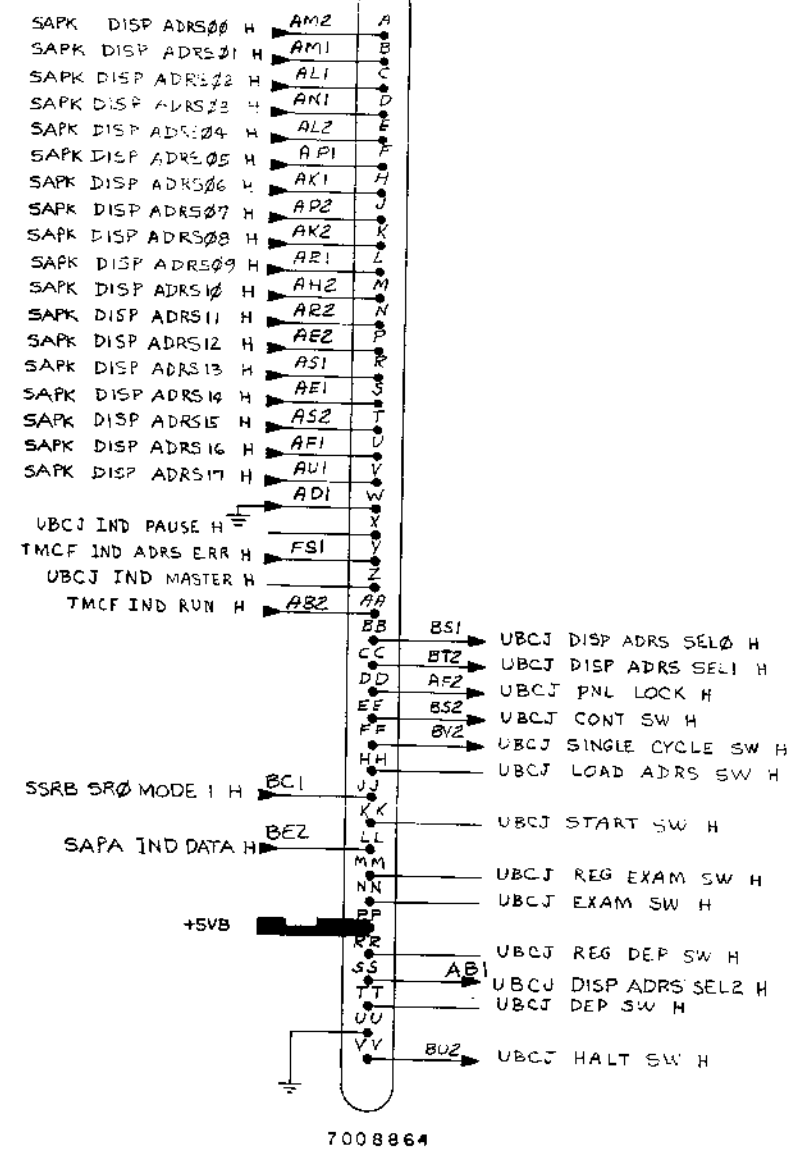 SAPK DISP ADRS00 H AM2 A
SAPK DISP ADRS01 H AM1 B
SAPK DISP ADRS02 H AL1 C
SAPK DISP ADRS03 H AN1 D
SAPK DISP ADRS04 H AL2 E
SAPK DISP ADRS05 H AP1 F
SAPK DISP ADRS06 H AK1 H
SAPK DISP ADRS07 H AP2 J
SAPK DISP ADRS08 H AK2 K
SAPK DISP ADRS09 H AR1 L
SAPK DISP ADRS10 H AH2 M
SAPK DISP ADRS11 H AR2 N
SAPK DISP ADRS12 H AE2 P
SAPK DISP ADRS13 H AS1 R
SAPK DISP ADRS14 H AE1 S
SAPK DISP ADRS15 H AS2 T
SAPK DISP ADRS16 H AF1 U
SAPK DISP ADRS17 H AU1 V
AD1 W
UBCJ IND PAUSE H X
TMCF IND ADRS ERR H FS1 Y
UBCJ IND MASTER H Z
TMCF IND RUN H AB2 AA
BB BS1 UBCJ DISP ADRS SELØ H
CC BT2 UBCJ DISP ADRS SEL1 H
DD AF2 UBCJ PNL LOCK H
EE BS2 UBCJ CONT SW H
FF BV2 UBCJ SINGLE CYCLE SW H
HH UBCJ LOAD ADRS SW H
SSRB SRØ MODE 1 H BC1 JJ
KK UBCJ START SW H
SAPA IND DATA H BE2 LL
MM UBCJ REG EXAM SW H
NN UBCJ EXAM SW H
+5VB PP
RR UBCJ REG DEP SW H
SS AB1 UBCJ DISP ADRS SEL2 H
TT UBCJ DEP SW H
UU
VV BU2 UBCJ HALT SW H
7008864